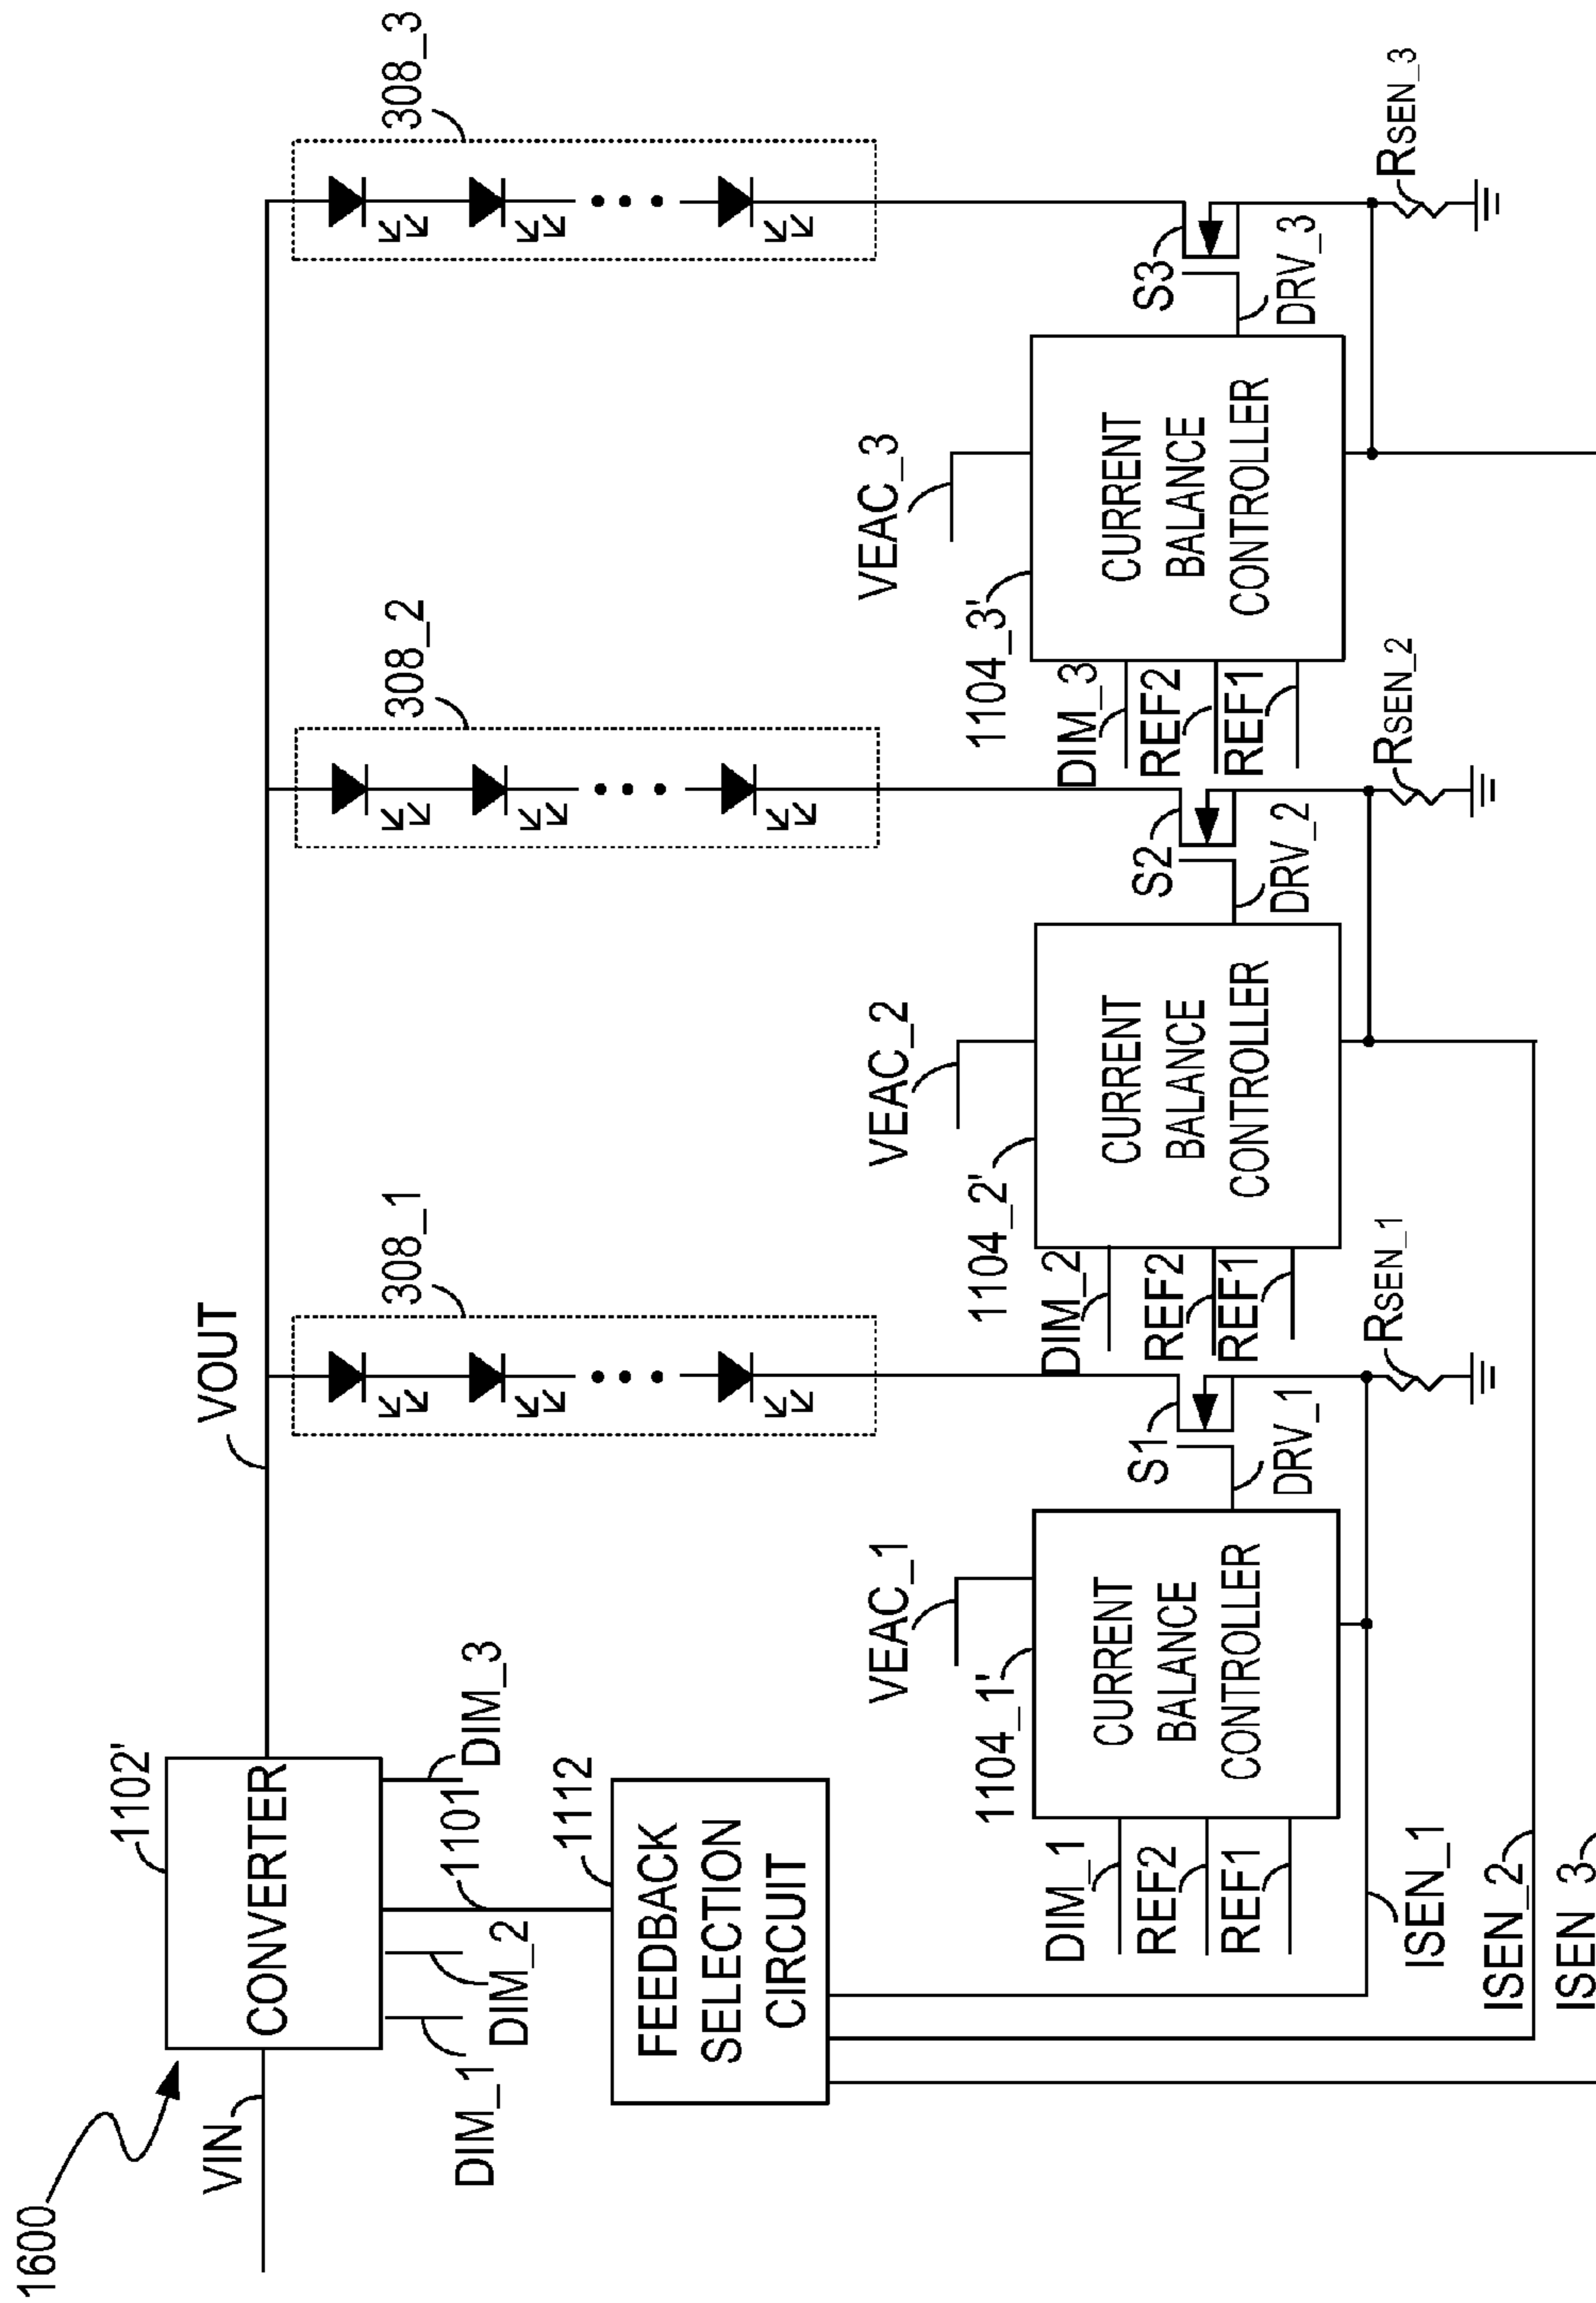 1600
VIN
1102'
CONVERTER
VOUT
DIM_1
DIM_2
1101
DIM_3
1112
FEEDBACK
SELECTION
CIRCUIT
308_1
308_2
308_3
VEAC_1
1104_1'
CURRENT
BALANCE
CONTROLLER
DIM_1
REF2
REF1
S1
DRV_1
RSEN_1
ISEN_1
VEAC_2
1104_2'
CURRENT
BALANCE
CONTROLLER
DIM_2
REF2
REF1
S2
DRV_2
RSEN_2
ISEN_2
VEAC_3
1104_3'
CURRENT
BALANCE
CONTROLLER
DIM_3
REF2
REF1
S3
DRV_3
RSEN_3
ISEN_3